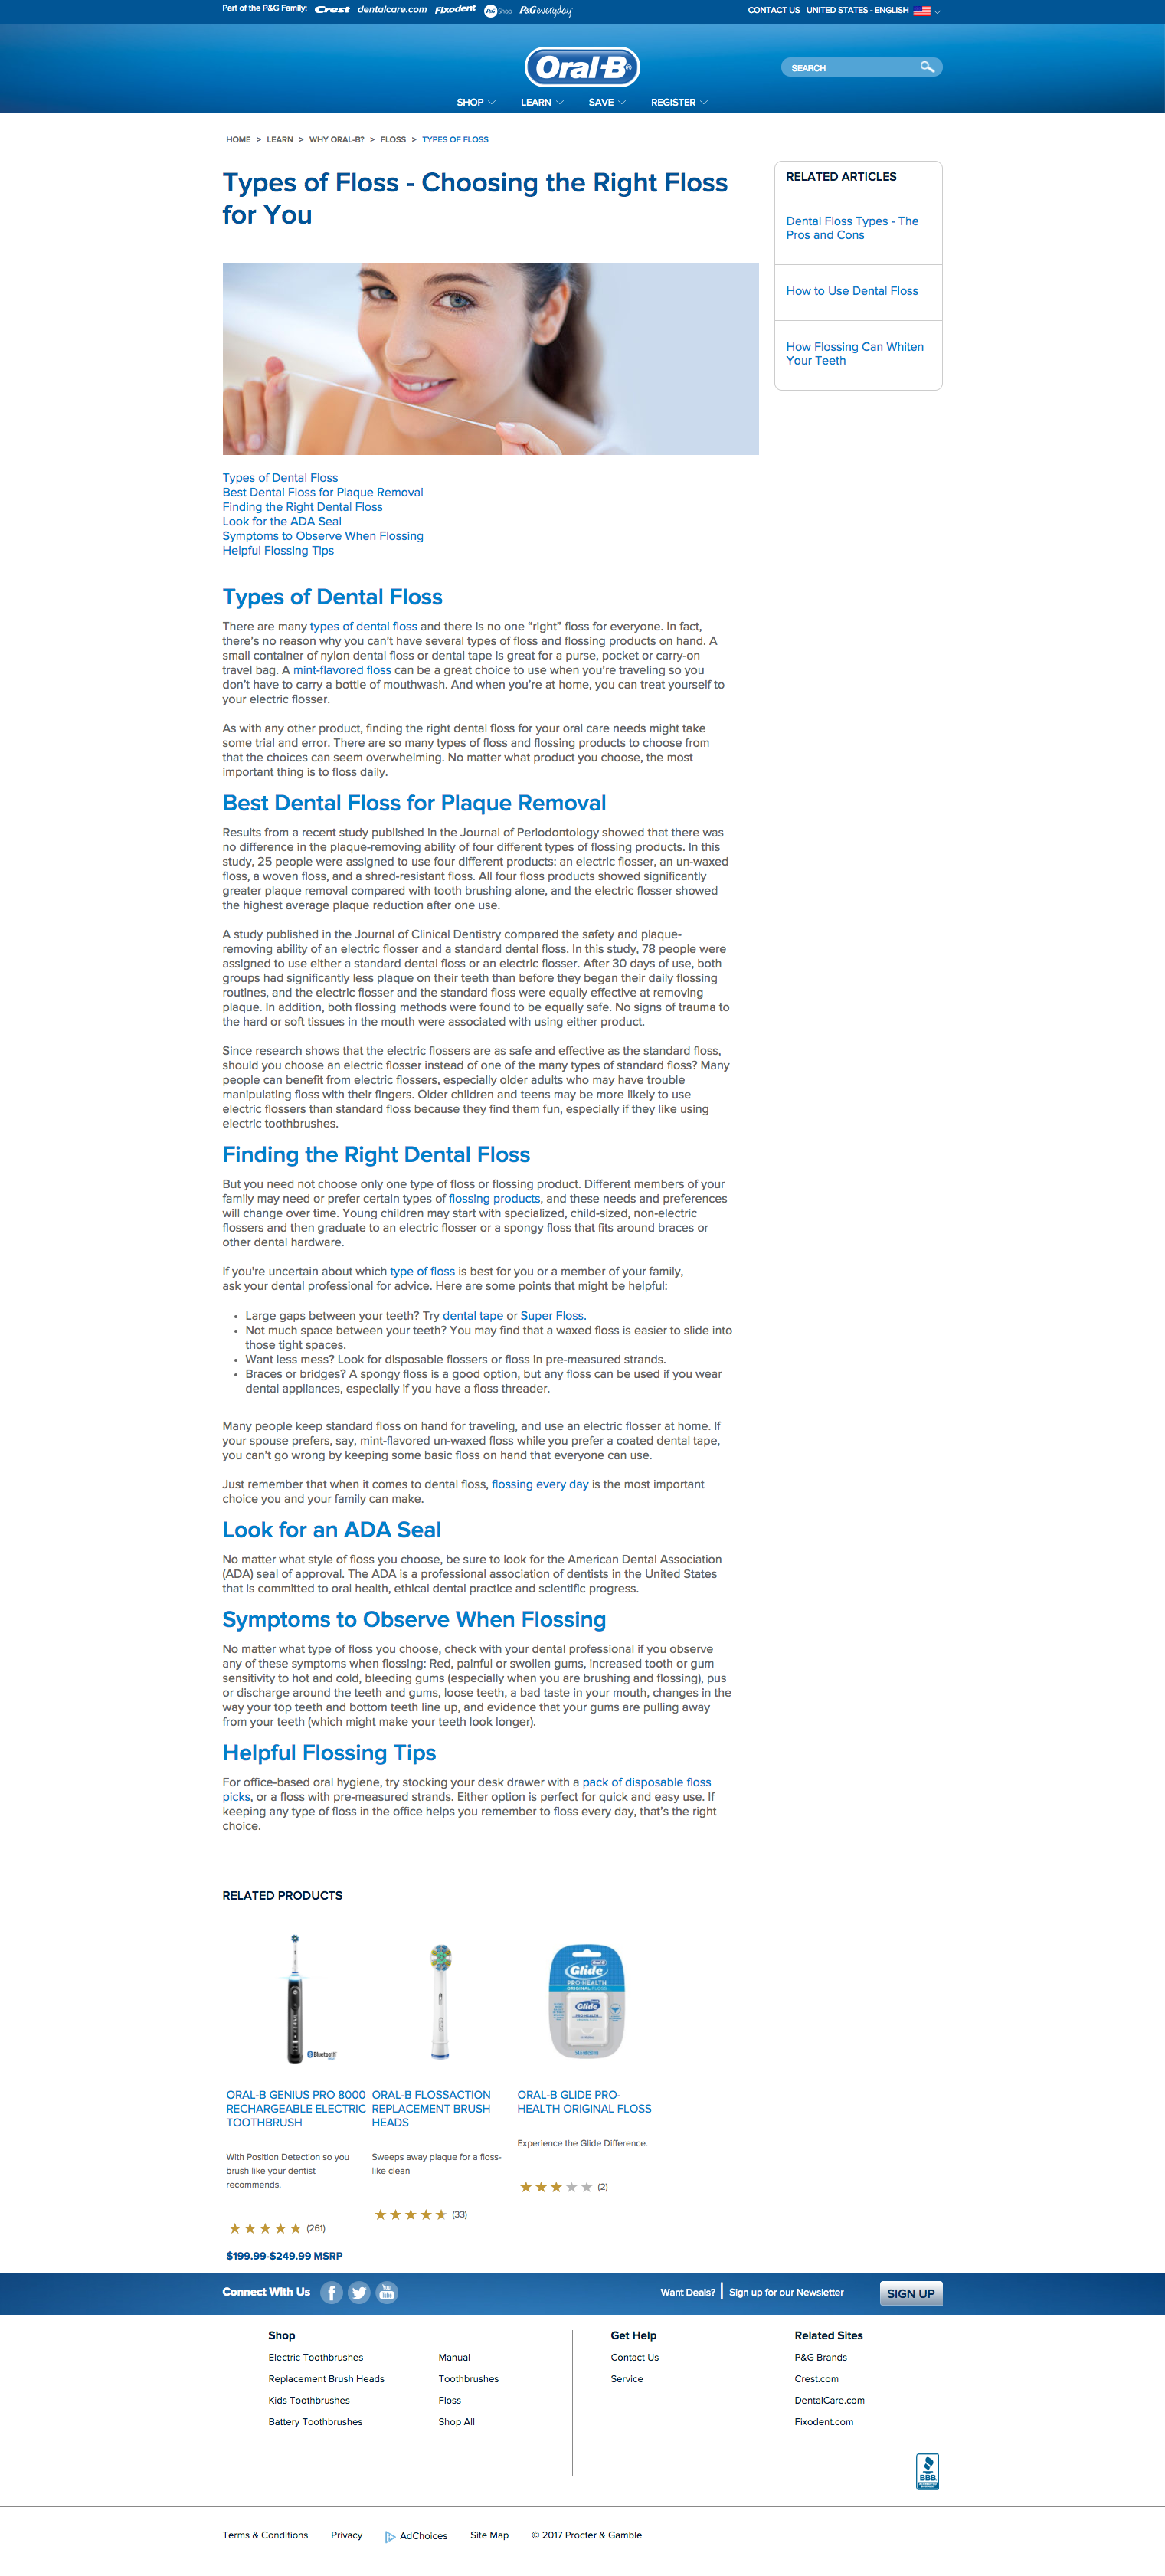 Part of the P&G Family: Crest dentalcare.com Fixodent P&G Shop P&G everyday
CONTACT US | UNITED STATES - ENGLISH
Oral-B®
SEARCH
SHOP LEARN SAVE REGISTER
HOME > LEARN > WHY ORAL-B? > FLOSS > TYPES OF FLOSS
Types of Floss - Choosing the Right Floss
for You
RELATED ARTICLES
Dental Floss Types - The
Pros and Cons
How to Use Dental Floss
How Flossing Can Whiten
Your Teeth
Types of Dental Floss
Best Dental Floss for Plaque Removal
Finding the Right Dental Floss
Look for the ADA Seal
Symptoms to Observe When Flossing
Helpful Flossing Tips
Types of Dental Floss
There are many types of dental floss and there is no one “right” floss for everyone. In fact,
there’s no reason why you can’t have several types of floss and flossing products on hand. A
small container of nylon dental floss or dental tape is great for a purse, pocket or carry-on
travel bag. A mint-flavored floss can be a great choice to use when you’re traveling so you
don’t have to carry a bottle of mouthwash. And when you’re at home, you can treat yourself to
your electric flosser.
As with any other product, finding the right dental floss for your oral care needs might take
some trial and error. There are so many types of floss and flossing products to choose from
that the choices can seem overwhelming. No matter what product you choose, the most
important thing is to floss daily.
Best Dental Floss for Plaque Removal
Results from a recent study published in the Journal of Periodontology showed that there was
no difference in the plaque-removing ability of four different types of flossing products. In this
study, 25 people were assigned to use four different products: an electric flosser, an un-waxed
floss, a woven floss, and a shred-resistant floss. All four floss products showed significantly
greater plaque removal compared with tooth brushing alone, and the electric flosser showed
the highest average plaque reduction after one use.
A study published in the Journal of Clinical Dentistry compared the safety and plaque-
removing ability of an electric flosser and a standard dental floss. In this study, 78 people were
assigned to use either a standard dental floss or an electric flosser. After 30 days of use, both
groups had significantly less plaque on their teeth than before they began their daily flossing
routines, and the electric flosser and the standard floss were equally effective at removing
plaque. In addition, both flossing methods were found to be equally safe. No signs of trauma to
the hard or soft tissues in the mouth were associated with using either product.
Since research shows that the electric flossers are as safe and effective as the standard floss,
should you choose an electric flosser instead of one of the many types of standard floss? Many
people can benefit from electric flossers, especially older adults who may have trouble
manipulating floss with their fingers. Older children and teens may be more likely to use
electric flossers than standard floss because they find them fun, especially if they like using
electric toothbrushes.
Finding the Right Dental Floss
But you need not choose only one type of floss or flossing product. Different members of your
family may need or prefer certain types of flossing products, and these needs and preferences
will change over time. Young children may start with specialized, child-sized, non-electric
flossers and then graduate to an electric flosser or a spongy floss that fits around braces or
other dental hardware.
If you're uncertain about which type of floss is best for you or a member of your family,
ask your dental professional for advice. Here are some points that might be helpful:
• Large gaps between your teeth? Try dental tape or Super Floss.
• Not much space between your teeth? You may find that a waxed floss is easier to slide into
those tight spaces.
• Want less mess? Look for disposable flossers or floss in pre-measured strands.
• Braces or bridges? A spongy floss is a good option, but any floss can be used if you wear
dental appliances, especially if you have a floss threader.
Many people keep standard floss on hand for traveling, and use an electric flosser at home. If
your spouse prefers, say, mint-flavored un-waxed floss while you prefer a coated dental tape,
you can’t go wrong by keeping some basic floss on hand that everyone can use.
Just remember that when it comes to dental floss, flossing every day is the most important
choice you and your family can make.
Look for an ADA Seal
No matter what style of floss you choose, be sure to look for the American Dental Association
(ADA) seal of approval. The ADA is a professional association of dentists in the United States
that is committed to oral health, ethical dental practice and scientific progress.
Symptoms to Observe When Flossing
No matter what type of floss you choose, check with your dental professional if you observe
any of these symptoms when flossing: Red, painful or swollen gums, increased tooth or gum
sensitivity to hot and cold, bleeding gums (especially when you are brushing and flossing), pus
or discharge around the teeth and gums, loose teeth, a bad taste in your mouth, changes in the
way your top teeth and bottom teeth line up, and evidence that your gums are pulling away
from your teeth (which might make your teeth look longer).
Helpful Flossing Tips
For office-based oral hygiene, try stocking your desk drawer with a pack of disposable floss
picks, or a floss with pre-measured strands. Either option is perfect for quick and easy use. If
keeping any type of floss in the office helps you remember to floss every day, that’s the right
choice.
RELATED PRODUCTS
Bluetooth
Oral-B
Glide
PRO-HEALTH
ORIGINAL FLOSS
Glide
PRO-HEALTH
ORAL-B GENIUS PRO 8000
RECHARGEABLE ELECTRIC
TOOTHBRUSH
With Position Detection so you
brush like your dentist
recommends.
(261)
$199.99-$249.99 MSRP
ORAL-B FLOSSACTION
REPLACEMENT BRUSH
HEADS
Sweeps away plaque for a floss-
like clean
(33)
ORAL-B GLIDE PRO-
HEALTH ORIGINAL FLOSS
Experience the Glide Difference.
(2)
Connect With Us
You Tube
Want Deals? | Sign up for our Newsletter
SIGN UP
Shop
Electric Toothbrushes
Replacement Brush Heads
Kids Toothbrushes
Battery Toothbrushes
Manual
Toothbrushes
Floss
Shop All
Get Help
Contact Us
Service
Related Sites
P&G Brands
Crest.com
DentalCare.com
Fixodent.com
BBB
Terms & Conditions Privacy AdChoices Site Map © 2017 Procter & Gamble